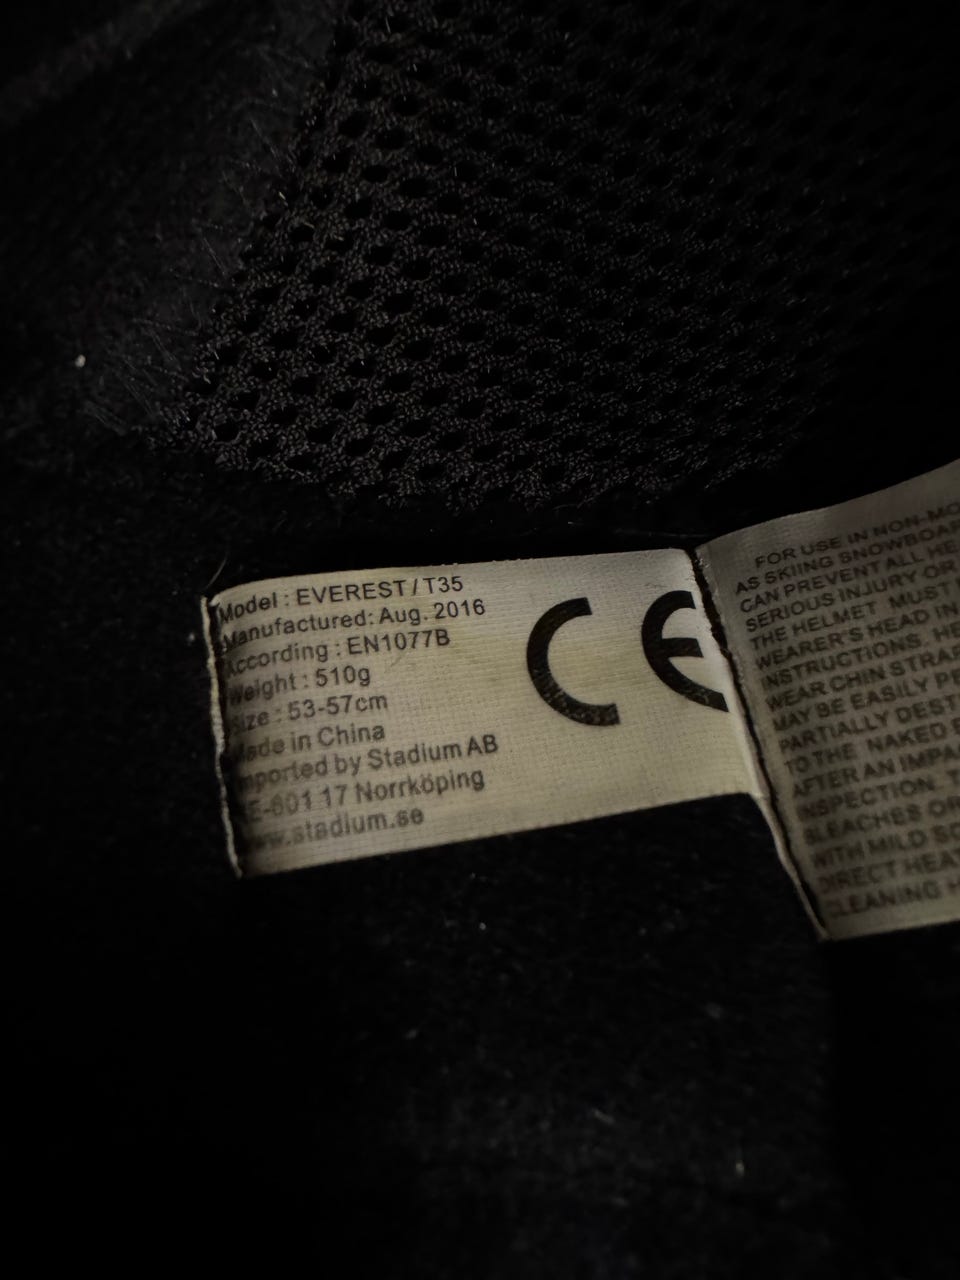 Model : EVEREST / T35
Manufactured: Aug. 2016
According : EN1077B
Weight : 510g
Size : 53-57cm
Made in China
Imported by Stadium AB
SE-601 17 Norrköping
www.stadium.se
CE
FOR USE IN NON-MO
AS SKIING SNOWBOAR
CAN PREVENT ALL HE
SERIOUS INJURY OR
THE HELMET MUST
WEARER'S HEAD IN
INSTRUCTIONS. HE
WEAR CHIN STRAP
MAY BE EASILY PE
PARTIALLY DEST
TO THE NAKED E
AFTER AN IMPA
INSPECTION. T
BLEACHES OR
WITH MILD SO
DIRECT HEAT
CLEANING